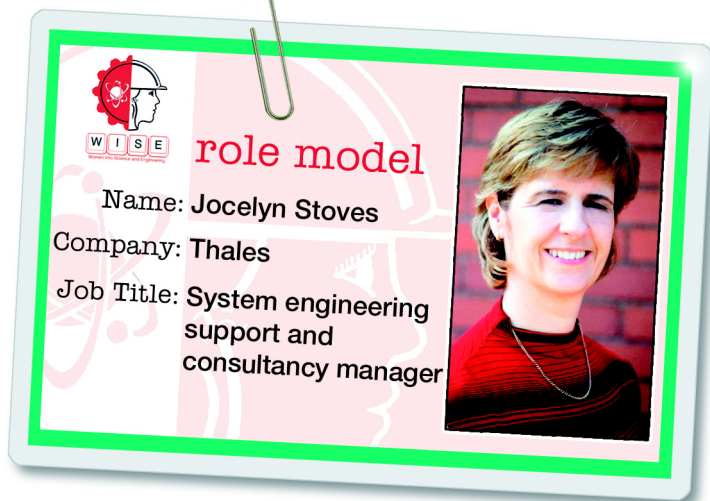 W I S E
Women Into Science and Engineering
role model
Name: Jocelyn Stoves
Company: Thales
Job Title: System engineering
support and
consultancy manager